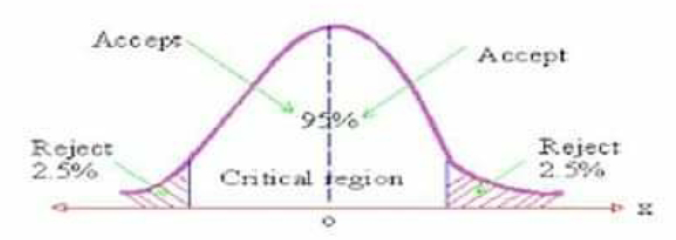 Accept
Accept
95%
Reject
2.5%
Reject
2.5%
Critical region
0
x